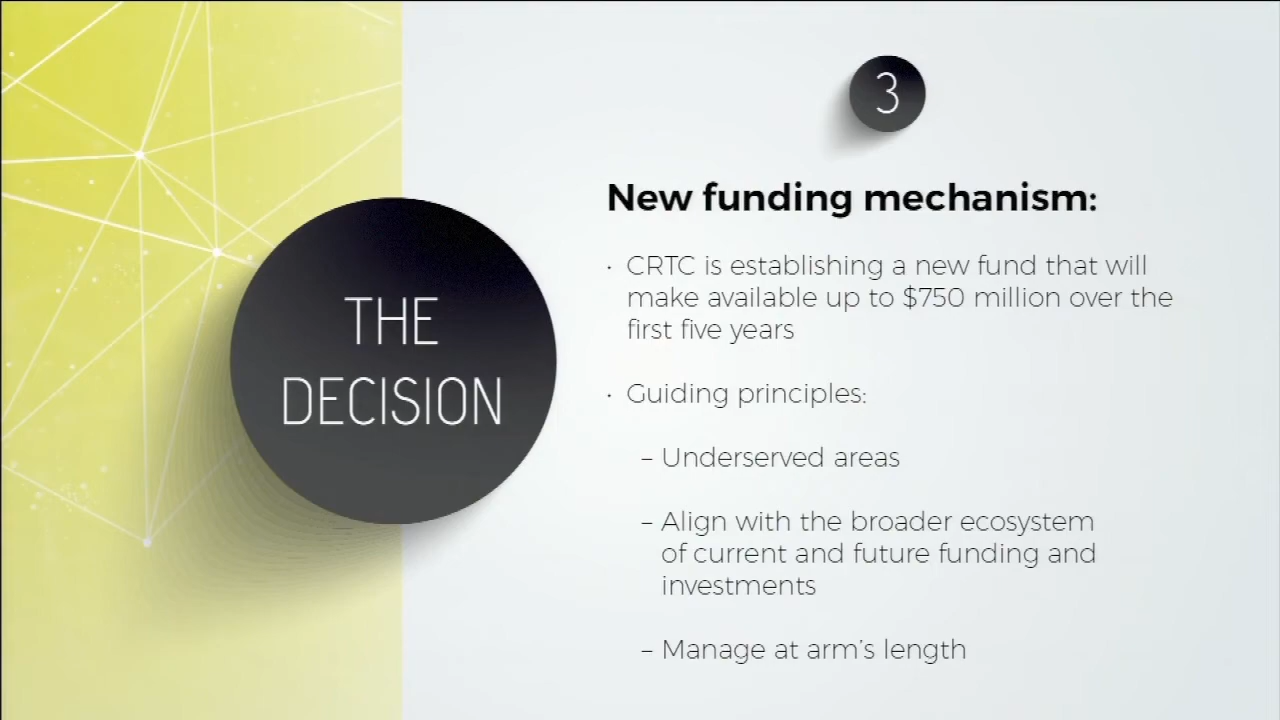 THE
DECISION
3
New funding mechanism:
· CRTC is establishing a new fund that will
make available up to $750 million over the
first five years
· Guiding principles:
– Underserved areas
– Align with the broader ecosystem
of current and future funding and
investments
– Manage at arm's length